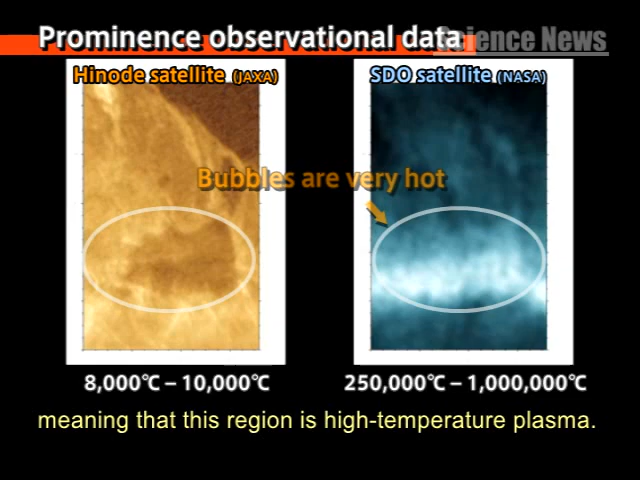 Prominence observational data
Science News
Hinode satellite (JAXA)
SDO satellite (NASA)
Bubbles are very hot
8,000℃ – 10,000℃
250,000℃ – 1,000,000℃
meaning that this region is high-temperature plasma.